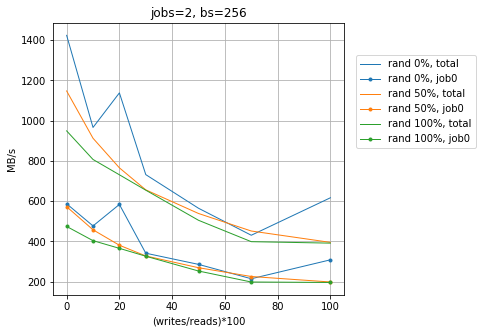 jobs=2, bs=256
1400
1200
1000
800
600
400
200
MB/s
0
20
40
60
80
100
(writes/reads)*100
rand 0%, total
rand 0%, job0
rand 50%, total
rand 50%, job0
rand 100%, total
rand 100%, job0